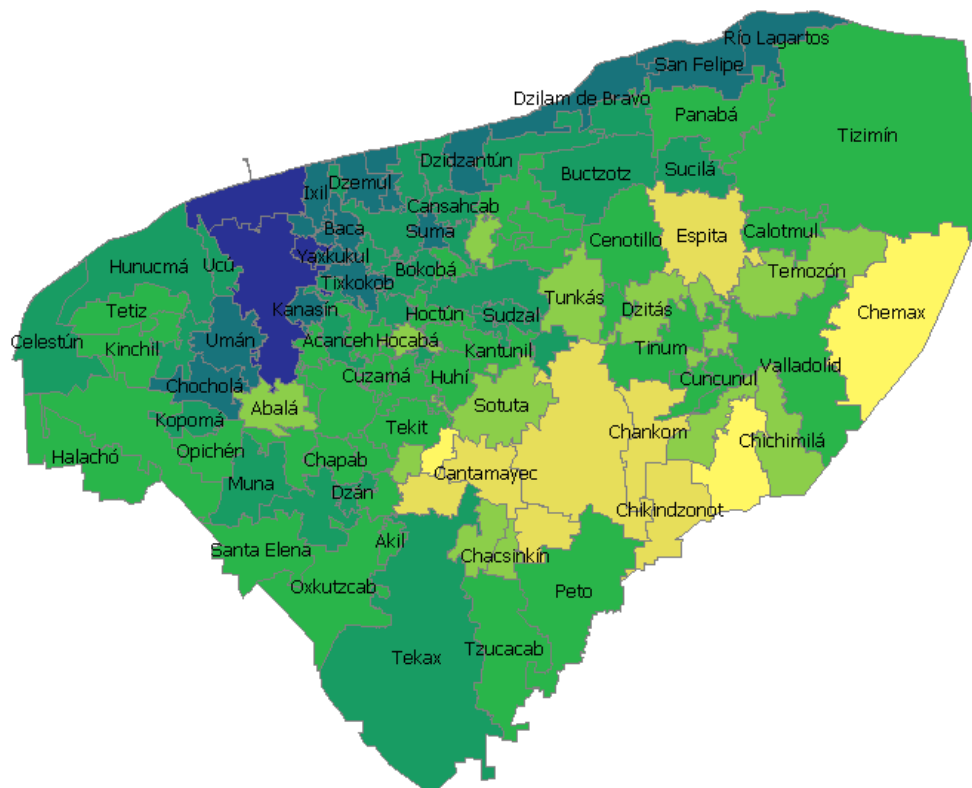 Río Lagartos
San Felipe
Dzilam de Bravo
Panabá
Tizimín
Dzidzantún
Buctzotz
Sucilá
Ixil
Dzemul
Cansahcab
Baca
Suma
Cenotillo
Espita
Calotmul
Yaxkukul
Hunucmá
Ucú
Bokobá
Temozón
Tixkokob
Tunkás
Tetiz
Kanasín
Hoctún
Sudzal
Dzitás
Chemax
Celestún
Kinchil
Umán
Acanceh
Hocabá
Kantunil
Tinum
Valladolid
Chocholá
Cuzamá
Huhí
Cuncunul
Abalá
Sotuta
Kopomá
Tekit
Chankom
Chichimilá
Halachó
Opichén
Chapab
Cantamayec
Muna
Dzán
Chikindzonot
Santa Elena
Akil
Chacsinkín
Oxkutzcab
Peto
Tekax
Tzucacab